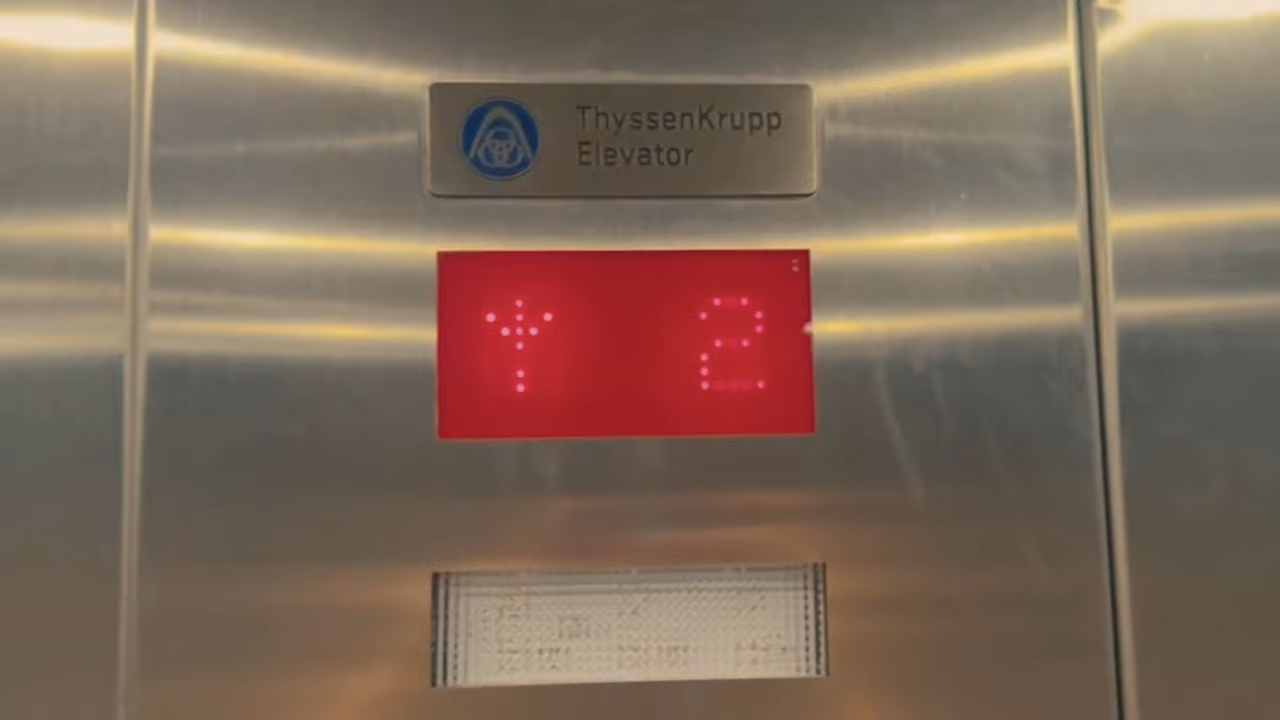 ThyssenKrupp
Elevator
↑ 2